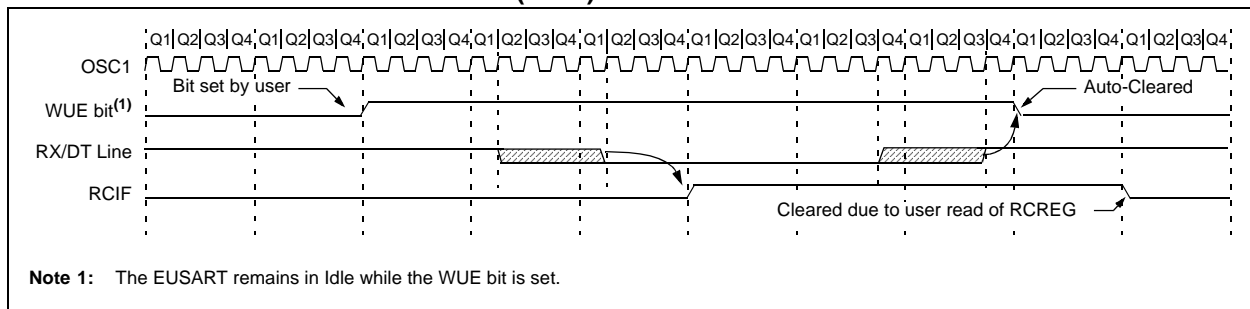 Q1 Q2 Q3 Q4 Q1 Q2 Q3 Q4 Q1 Q2 Q3 Q4 Q1 Q2 Q3 Q4 Q1 Q2 Q3 Q4 Q1 Q2 Q3 Q4 Q1 Q2 Q3 Q4 Q1 Q2 Q3 Q4 Q1 Q2 Q3 Q4 Q1 Q2 Q3 Q4
OSC1
Bit set by user
Auto-Cleared
WUE bit(1)
RX/DT Line
RCIF
Cleared due to user read of RCREG
Note 1: The EUSART remains in Idle while the WUE bit is set.